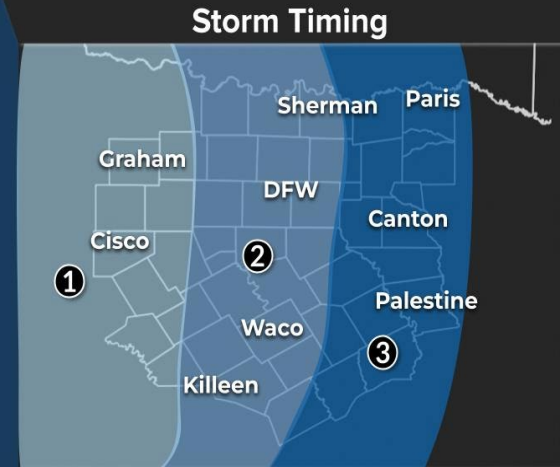 Storm Timing
Sherman
Paris
Graham
DFW
Canton
Cisco
2
1
Palestine
Waco
3
Killeen